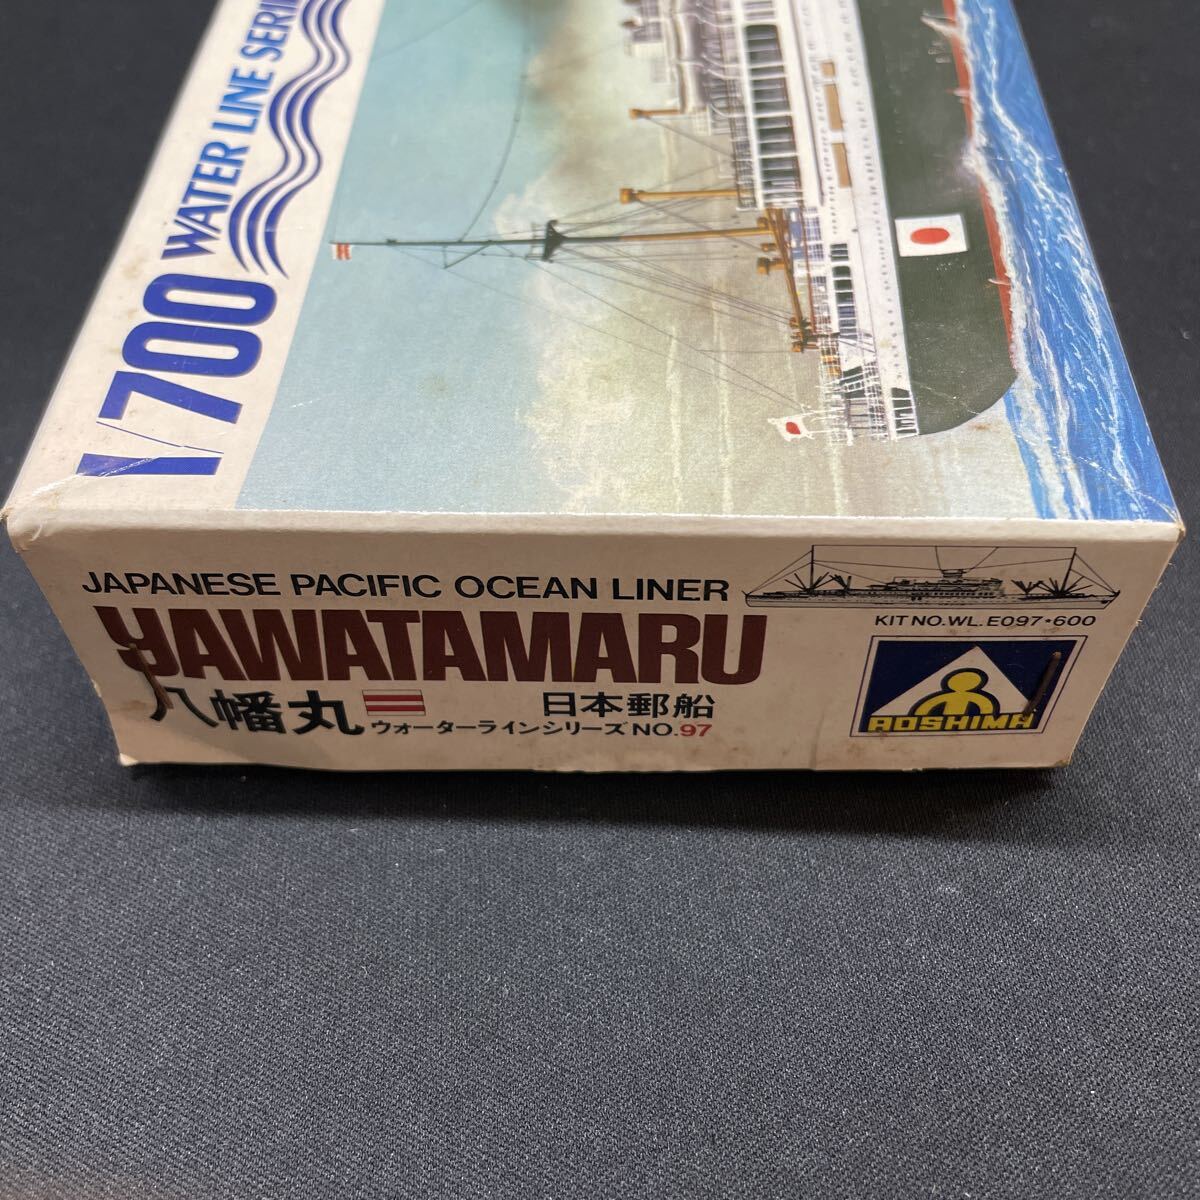 1/700 WATER LINE SERIE
JAPANESE PACIFIC OCEAN LINER
YAWATAMARU
八幡丸
日本郵船
ウォーターラインシリーズNO.97
KIT NO.WL.E097•600
AOSHIMA